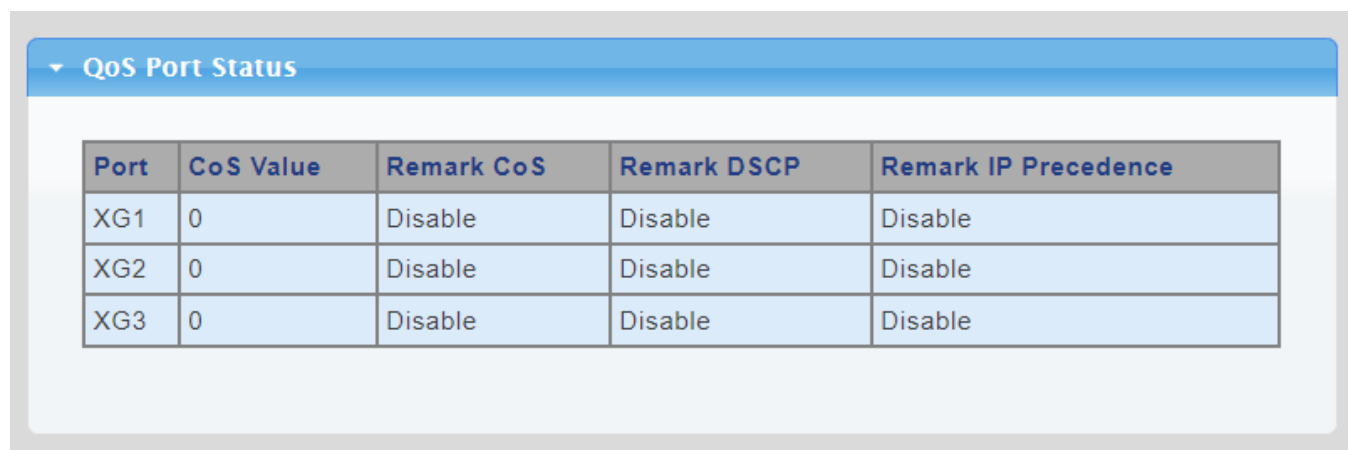 QoS Port Status
Port CoS Value Remark CoS Remark DSCP Remark IP Precedence
XG1 0 Disable Disable Disable
XG2 0 Disable Disable Disable
XG3 0 Disable Disable Disable